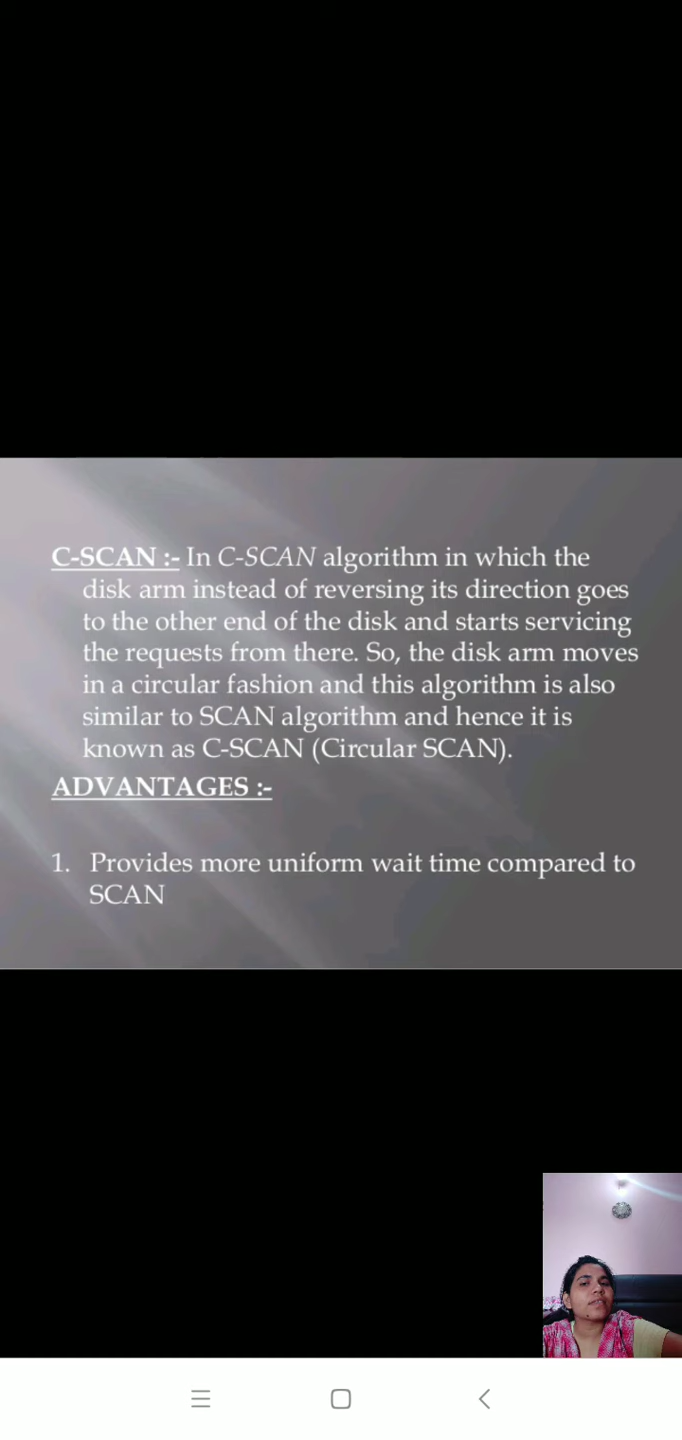 C-SCAN :- In C-SCAN algorithm in which the
disk arm instead of reversing its direction goes
to the other end of the disk and starts servicing
the requests from there. So, the disk arm moves
in a circular fashion and this algorithm is also
similar to SCAN algorithm and hence it is
known as C-SCAN (Circular SCAN).
ADVANTAGES :-
1. Provides more uniform wait time compared to
SCAN